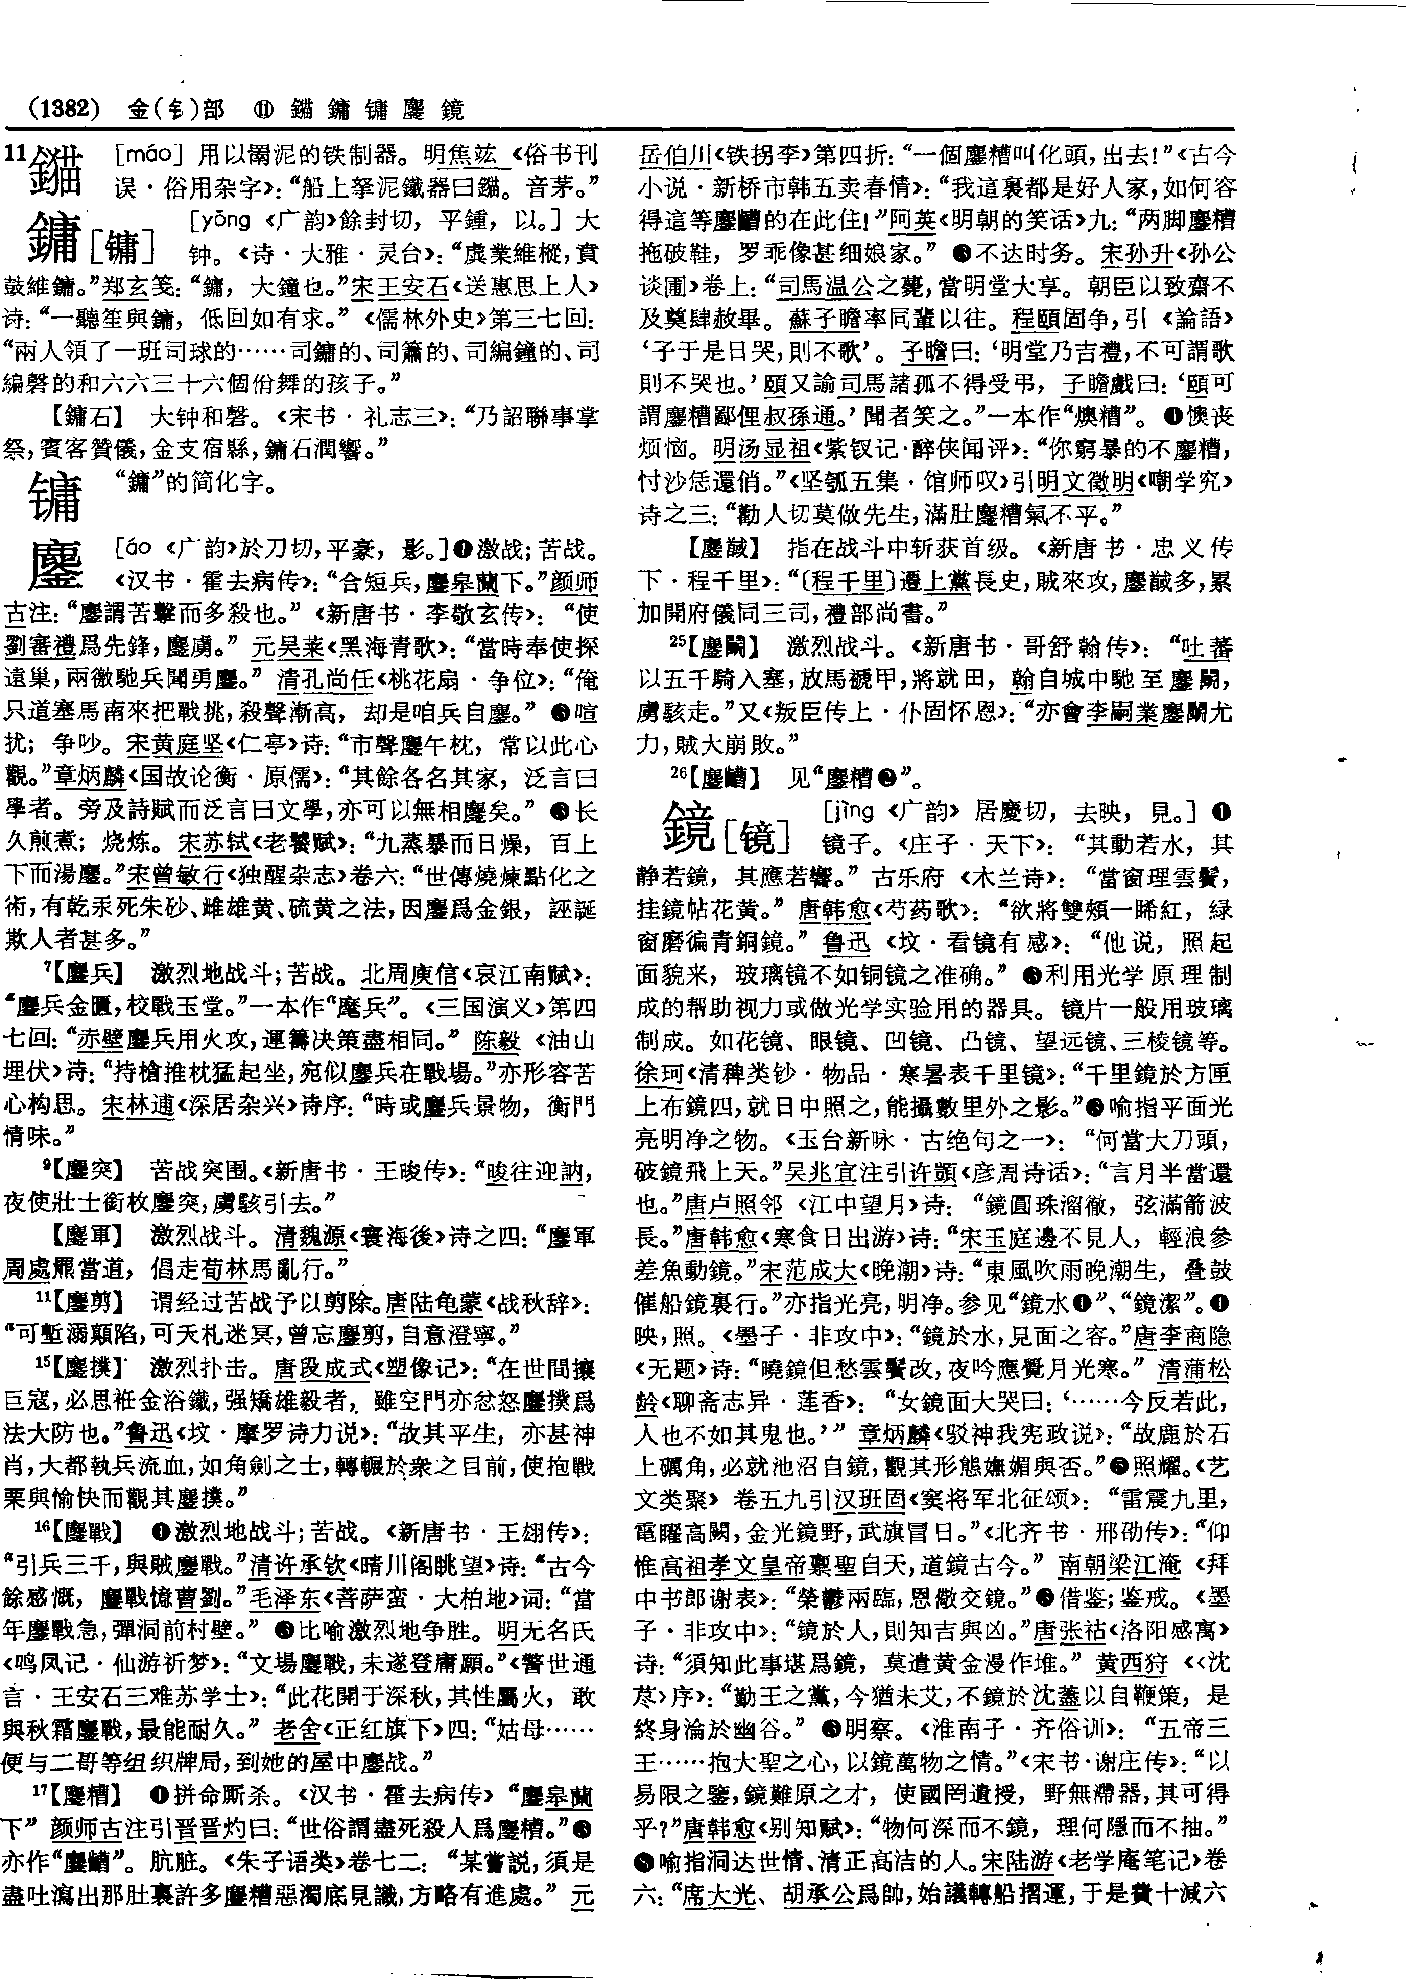 (1382) 金(钅)部 ⑪ 錨 鏞 镛 鏖 鏡
11錨 [máo] 用以罱泥的铁制器。明焦竑《俗书刊
误·俗用杂字》：“船上拏泥鐵器曰錨。音茅。”
鏞[镛] [yōng《广韵》餘封切，平鍾，以。] 大
钟。《诗·大雅·灵台》：“虡業維樅，賁
鼓維鏞。”郑玄笺：“鏞，大鐘也。”宋王安石《送惠思上人》
诗：“一聽笙與鏞，低回如有求。”《儒林外史》第三七回：
“兩人領了一班司球的……司鏞的、司簫的、司編鐘的、司
編磬的和六六三十六個佾舞的孩子。”
【鏞石】 大钟和磬。《宋书·礼志三》：“乃詔聯事掌
祭，賓客贊儀，金支宿縣，鏞石潤響。”
镛 “鏞”的简化字。
鏖 [áo《广韵》於刀切，平豪，影。]❶激战；苦战。
《汉书·霍去病传》：“合短兵，鏖皋蘭下。”颜师
古注：“鏖謂苦擊而多殺也。”《新唐书·李敬玄传》：“使
劉審禮爲先鋒，鏖虜。”元吴莱《黑海青歌》：“當時奉使探
遠巢，兩徼馳兵聞勇鏖。”清孔尚任《桃花扇·争位》：“俺
只道塞馬南來把戰挑，殺聲漸高，却是咱兵自鏖。”❷喧
扰；争吵。宋黄庭坚《仁亭》诗：“市聲鏖午枕，常以此心
觀。”章炳麟《国故论衡·原儒》：“其餘各名其家，泛言曰
學者。旁及詩賦而泛言曰文學，亦可以無相鏖矣。”❸长
久煎煮；烧炼。宋苏轼《老饕赋》：“九蒸暴而日燥，百上
下而湯鏖。”宋曾敏行《独醒杂志》卷六：“世傳燒煉點化之
術，有乾汞死朱砂、雌雄黄、硫黄之法，因鏖爲金銀，誣誕
欺人者甚多。”
7【鏖兵】 激烈地战斗；苦战。北周庾信《哀江南赋》：
“鏖兵金匱，校戰玉堂。”一本作“麾兵”。《三国演义》第四
七回：“赤壁鏖兵用火攻，運籌决策盡相同。”陈毅《油山
埋伏》诗：“持槍推枕猛起坐，宛似鏖兵在戰場。”亦形容苦
心构思。宋林逋《深居杂兴》诗序：“時或鏖兵景物，衡門
情味。”
9【鏖突】 苦战突围。《新唐书·王晙传》：“晙往迎訥，
夜使壯士銜枚鏖突，虜駭引去。”
【鏖軍】 激烈战斗。清魏源《寰海後》诗之四：“鏖軍
周處羆當道，倡走荀林馬亂行。”
11【鏖剪】 谓经过苦战予以剪除。唐陆龟蒙《战秋辞》：
“可塹溺顛陷，可夭札迷冥，曾忘鏖剪，自意澄寧。”
15【鏖撲】 激烈扑击。唐段成式《塑像记》：“在世間攘
巨寇，必思袵金浴鐵，强矯雄毅者，雖空門亦忿怒鏖撲爲
法大防也。”鲁迅《坟·摩罗诗力说》：“故其平生，亦甚神
肖，大都執兵流血，如角劍之士，轉輾於衆之目前，使抱戰
栗與愉快而觀其鏖撲。”
16【鏖戰】 ❶激烈地战斗；苦战。《新唐书·王翃传》：
“引兵三千，與賊鏖戰。”清许承钦《晴川阁眺望》诗：“古今
餘感慨，鏖戰憶曹劉。”毛泽东《菩萨蛮·大柏地》词：“當
年鏖戰急，彈洞前村壁。”❷比喻激烈地争胜。明无名氏
《鸣凤记·仙游祈梦》：“文場鏖戰，未遂登庸願。”《警世通
言·王安石三难苏学士》：“此花開于深秋，其性屬火，敢
與秋霜鏖戰，最能耐久。”老舍《正红旗下》四：“姑母……
便与二哥等组织牌局，到她的屋中鏖战。”
17【鏖糟】 ❶拼命厮杀。《汉书·霍去病传》“鏖皋蘭
下”颜师古注引晋晋灼曰：“世俗謂盡死殺人爲鏖糟。”❷
亦作“鏖䠡”。肮脏。《朱子语类》卷七二：“某嘗説，須是
盡吐瀉出那肚裏許多鏖糟惡濁底見識，方略有進處。”元
岳伯川《铁拐李》第四折：“一個鏖糟叫化頭，出去！”《古今
小说·新桥市韩五卖春情》：“我這裏都是好人家，如何容
得這等鏖的在此住！”阿英《明朝的笑话》九：“两脚鏖糟
拖破鞋，罗乖像甚细娘家。”❸不达时务。宋孙升《孙公
谈圃》卷上：“司馬温公之薨，當明堂大享。朝臣以致齋不
及奠肆赦畢。蘇子瞻率同輩以往。程頤固争，引《論語》
‘子于是日哭，則不歌’。子瞻曰：‘明堂乃吉禮，不可謂歌
則不哭也。’頤又諭司馬諸孤不得受弔，子瞻戲曰：‘頤可
謂鏖糟鄙俚叔孫通。’聞者笑之。”一本作“燠糟”。❹懊丧
烦恼。明汤显祖《紫钗记·醉侠闻评》：“你窮暴的不鏖糟，
忖沙恁還俏。”《坚瓠五集·馆师叹》引明文徵明《嘲学究》
诗之三：“勸人切莫做先生，滿肚鏖糟氣不平。”
【鏖馘】 指在战斗中斩获首级。《新唐书·忠义传
下·程千里》：“〔程千里〕遷上黨長史，賊來攻，鏖馘多，累
加開府儀同三司，禮部尚書。”
25【鏖鬭】 激烈战斗。《新唐书·哥舒翰传》：“吐蕃
以五千騎入塞，放馬褫甲，將就田，翰自城中馳至鏖鬭，
虜駭走。”又《叛臣传上·仆固怀恩》：“亦會李嗣業鏖鬭尤
力，賊大崩敗。”
26【鏖】 见“鏖糟❷”。
鏡[镜] [jìng《广韵》居慶切，去映，見。]❶
镜子。《庄子·天下》：“其動若水，其
静若鏡，其應若響。”古乐府《木兰诗》：“當窗理雲鬢，
挂鏡帖花黄。”唐韩愈《芍药歌》：“欲將雙頰一晞紅，緑
窗磨徧青銅鏡。”鲁迅《坟·看镜有感》：“他说，照起
面貌来，玻璃镜不如铜镜之准确。”❷利用光学原理制
成的帮助视力或做光学实验用的器具。镜片一般用玻璃
制成。如花镜、眼镜、凹镜、凸镜、望远镜、三棱镜等。
徐珂《清稗类钞·物品·寒暑表千里镜》：“千里鏡於方匣
上布鏡四，就日中照之，能攝數里外之影。”❸喻指平面光
亮明净之物。《玉台新咏·古绝句之一》：“何當大刀頭，
破鏡飛上天。”吴兆宜注引许顗《彦周诗话》：“言月半當還
也。”唐卢照邻《江中望月》诗：“鏡圓珠溜徹，弦滿箭波
長。”唐韩愈《寒食日出游》诗：“宋玉庭邊不見人，輕浪參
差魚動鏡。”宋范成大《晚潮》诗：“東風吹雨晚潮生，叠鼓
催船鏡裏行。”亦指光亮，明净。参见“鏡水❶”、“鏡潔”。❹
映，照。《墨子·非攻中》：“鏡於水，見面之容。”唐李商隐
《无题》诗：“曉鏡但愁雲鬢改，夜吟應覺月光寒。”清蒲松
龄《聊斋志异·莲香》：“女鏡面大哭曰：‘……今反若此，
人也不如其鬼也。’”章炳麟《驳神我宪政说》：“故鹿於石
上礪角，必就池沼自鏡，觀其形態嫵媚與否。”❺照耀。《艺
文类聚》卷五九引汉班固《窦将军北征颂》：“雷震九里，
電曜高闕，金光鏡野，武旗冒日。”《北齐书·邢劭传》：“仰
惟高祖孝文皇帝禀聖自天，道鏡古今。”南朝梁江淹《拜
中书郎谢表》：“榮鬱兩臨，恩儆交鏡。”❻借鉴；鉴戒。《墨
子·非攻中》：“鏡於人，則知吉與凶。”唐张祜《洛阳感寓》
诗：“須知此事堪爲鏡，莫遣黄金漫作堆。”黄西狩《〈沈
荩〉序》：“勤王之黨，今猶未艾，不鏡於沈藎以自鞭策，是
終身淪於幽谷。”❼明察。《淮南子·齐俗训》：“五帝三
王……抱大聖之心，以鏡萬物之情。”《宋书·谢庄传》：“以
易限之鑒，鏡難原之才，使國罔遺授，野無滯器，其可得
乎？”唐韩愈《别知赋》：“物何深而不鏡，理何隱而不抽。”
❽喻指洞达世情、清正高洁的人。宋陆游《老学庵笔记》卷
六：“席大光、胡承公爲帥，始議轉船摺運，于是費十減六